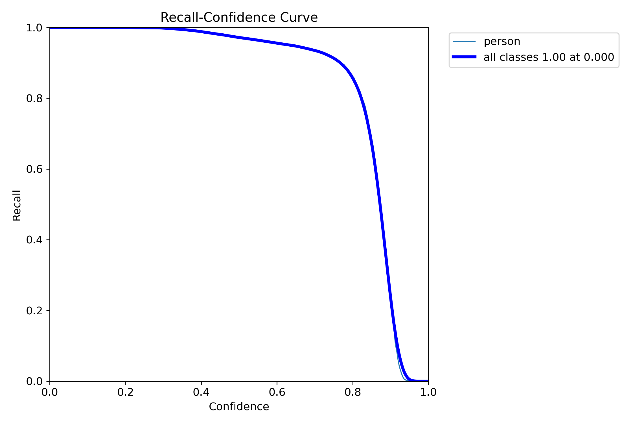 Recall-Confidence Curve
person
all classes 1.00 at 0.000
1.0
0.8
0.6
0.4
0.2
0.0
Recall
0.0 0.2 0.4 0.6 0.8 1.0
Confidence